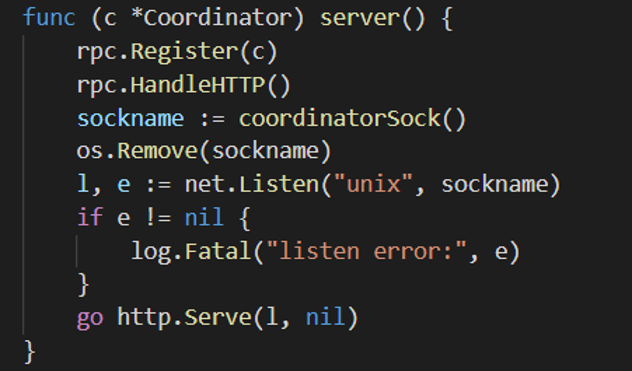 func (c *Coordinator) server() {
    rpc.Register(c)
    rpc.HandleHTTP()
    sockname := coordinatorSock()
    os.Remove(sockname)
    l, e := net.Listen("unix", sockname)
    if e != nil {
        log.Fatal("listen error:", e)
    }
    go http.Serve(l, nil)
}